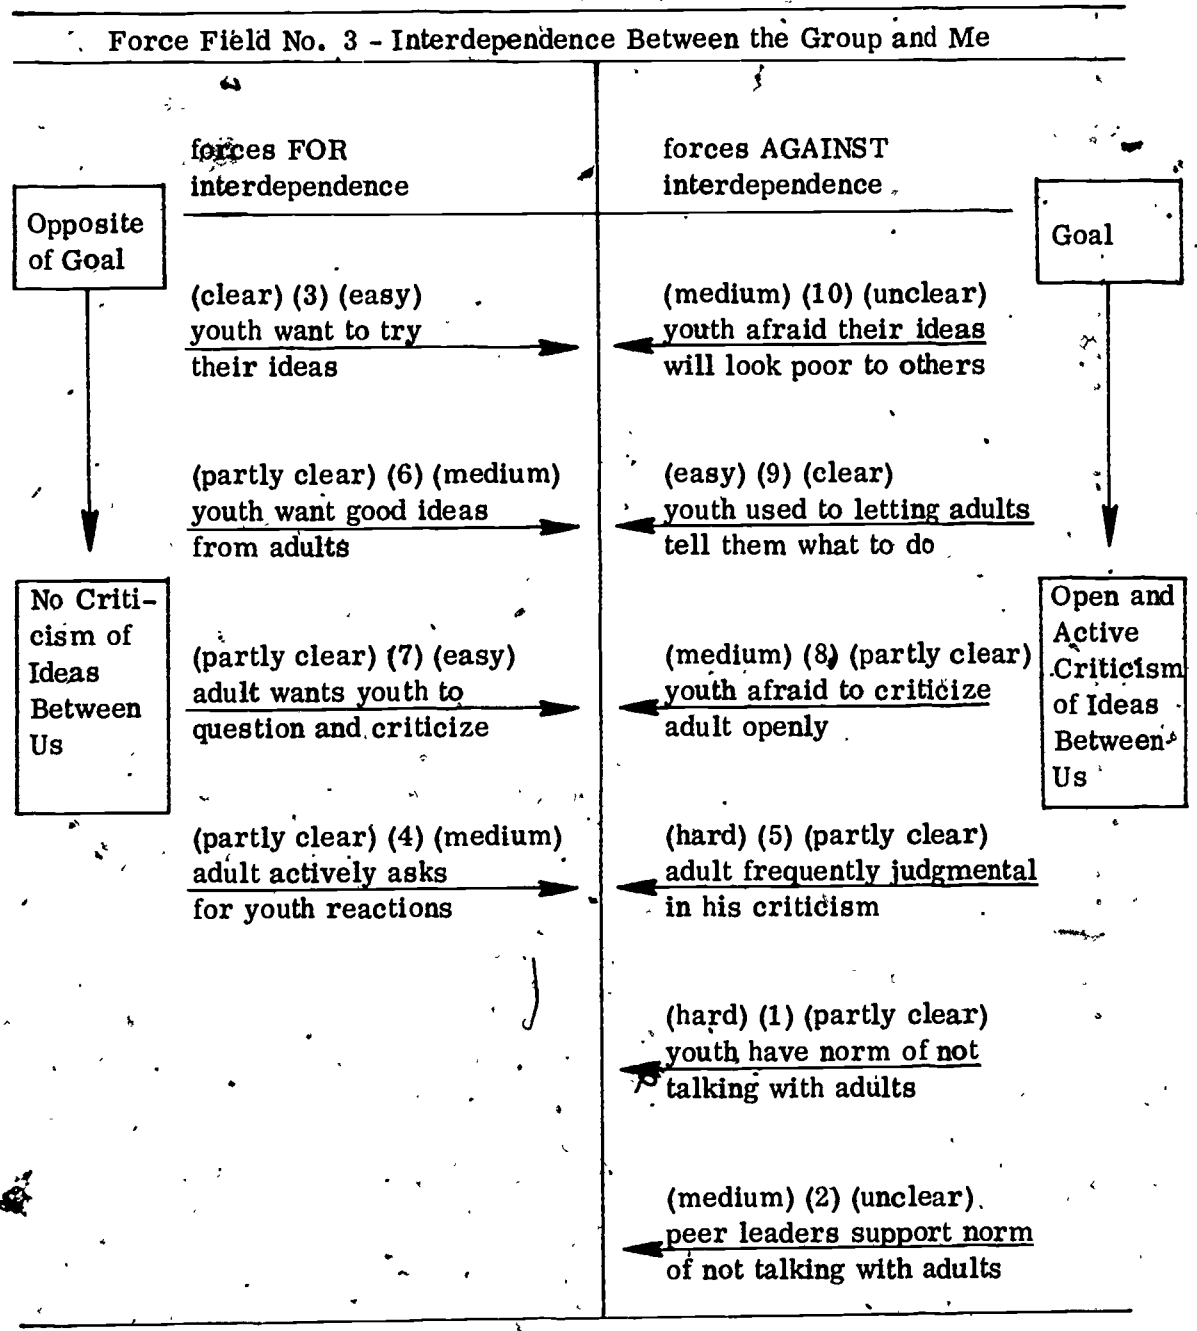 Force Field No. 3 - Interdependence Between the Group and Me
forces FOR
interdependence
forces AGAINST
interdependence
Opposite
of Goal
Goal
(clear) (3) (easy)
youth want to try
their ideas
(medium) (10) (unclear)
youth afraid their ideas
will look poor to others
(partly clear) (6) (medium)
youth want good ideas
from adults
(easy) (9) (clear)
youth used to letting adults
tell them what to do
No Criti-
cism of
Ideas
Between
Us
(partly clear) (7) (easy)
adult wants youth to
question and criticize
(medium) (8) (partly clear)
youth afraid to criticize
adult openly
Open and
Active
Criticism
of Ideas
Between
Us
(partly clear) (4) (medium)
adult actively asks
for youth reactions
(hard) (5) (partly clear)
adult frequently judgmental
in his criticism
(hard) (1) (partly clear)
youth have norm of not
talking with adults
(medium) (2) (unclear)
peer leaders support norm
of not talking with adults